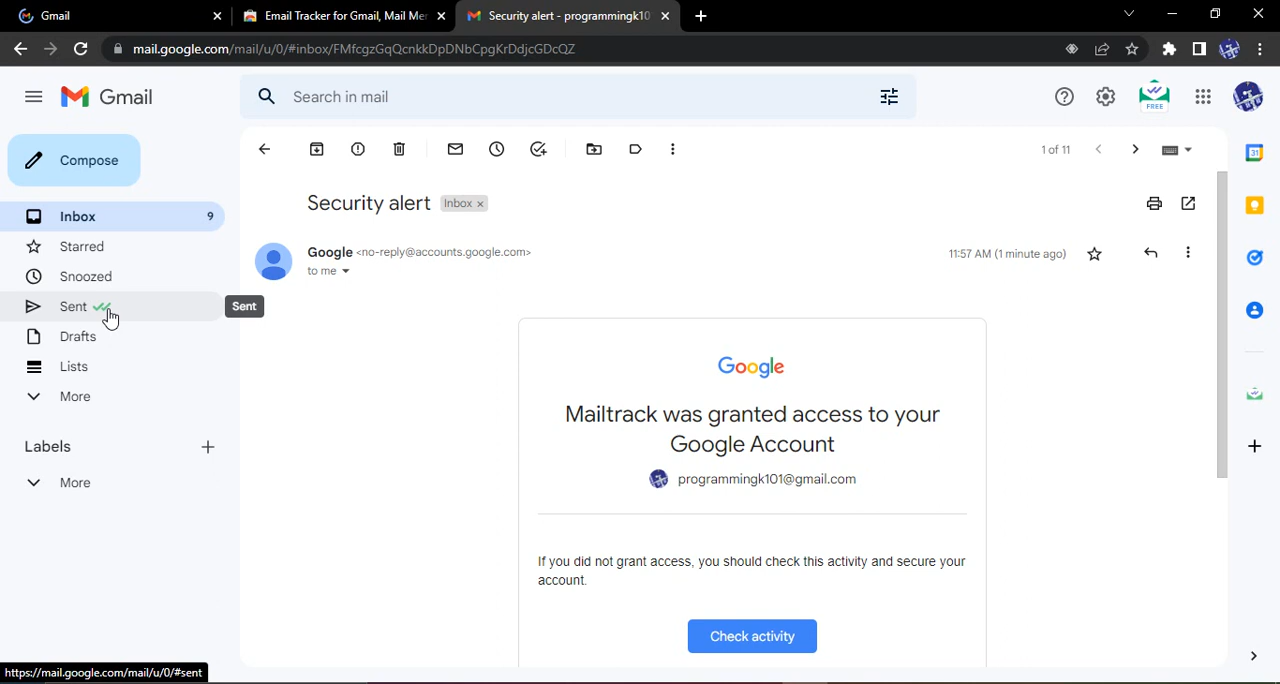 Gmail
Email Tracker for Gmail, Mail Mer
Security alert - programmingk10
mail.google.com/mail/u/0/#inbox/FMfcgzGqQcnkkDpDNbCpgKrDdjcGDcQZ
Gmail
Search in mail
FREE
Compose
1 of 11
Security alert
Inbox ×
Inbox 9
Starred
Snoozed
Sent
Sent
Drafts
Lists
More
Labels
More
Google <no-reply@accounts.google.com>
11:57 AM (1 minute ago)
to me
31
Google
Mailtrack was granted access to your
Google Account
programmingk101@gmail.com
If you did not grant access, you should check this activity and secure your
account.
Check activity
https://mail.google.com/mail/u/0/#sent